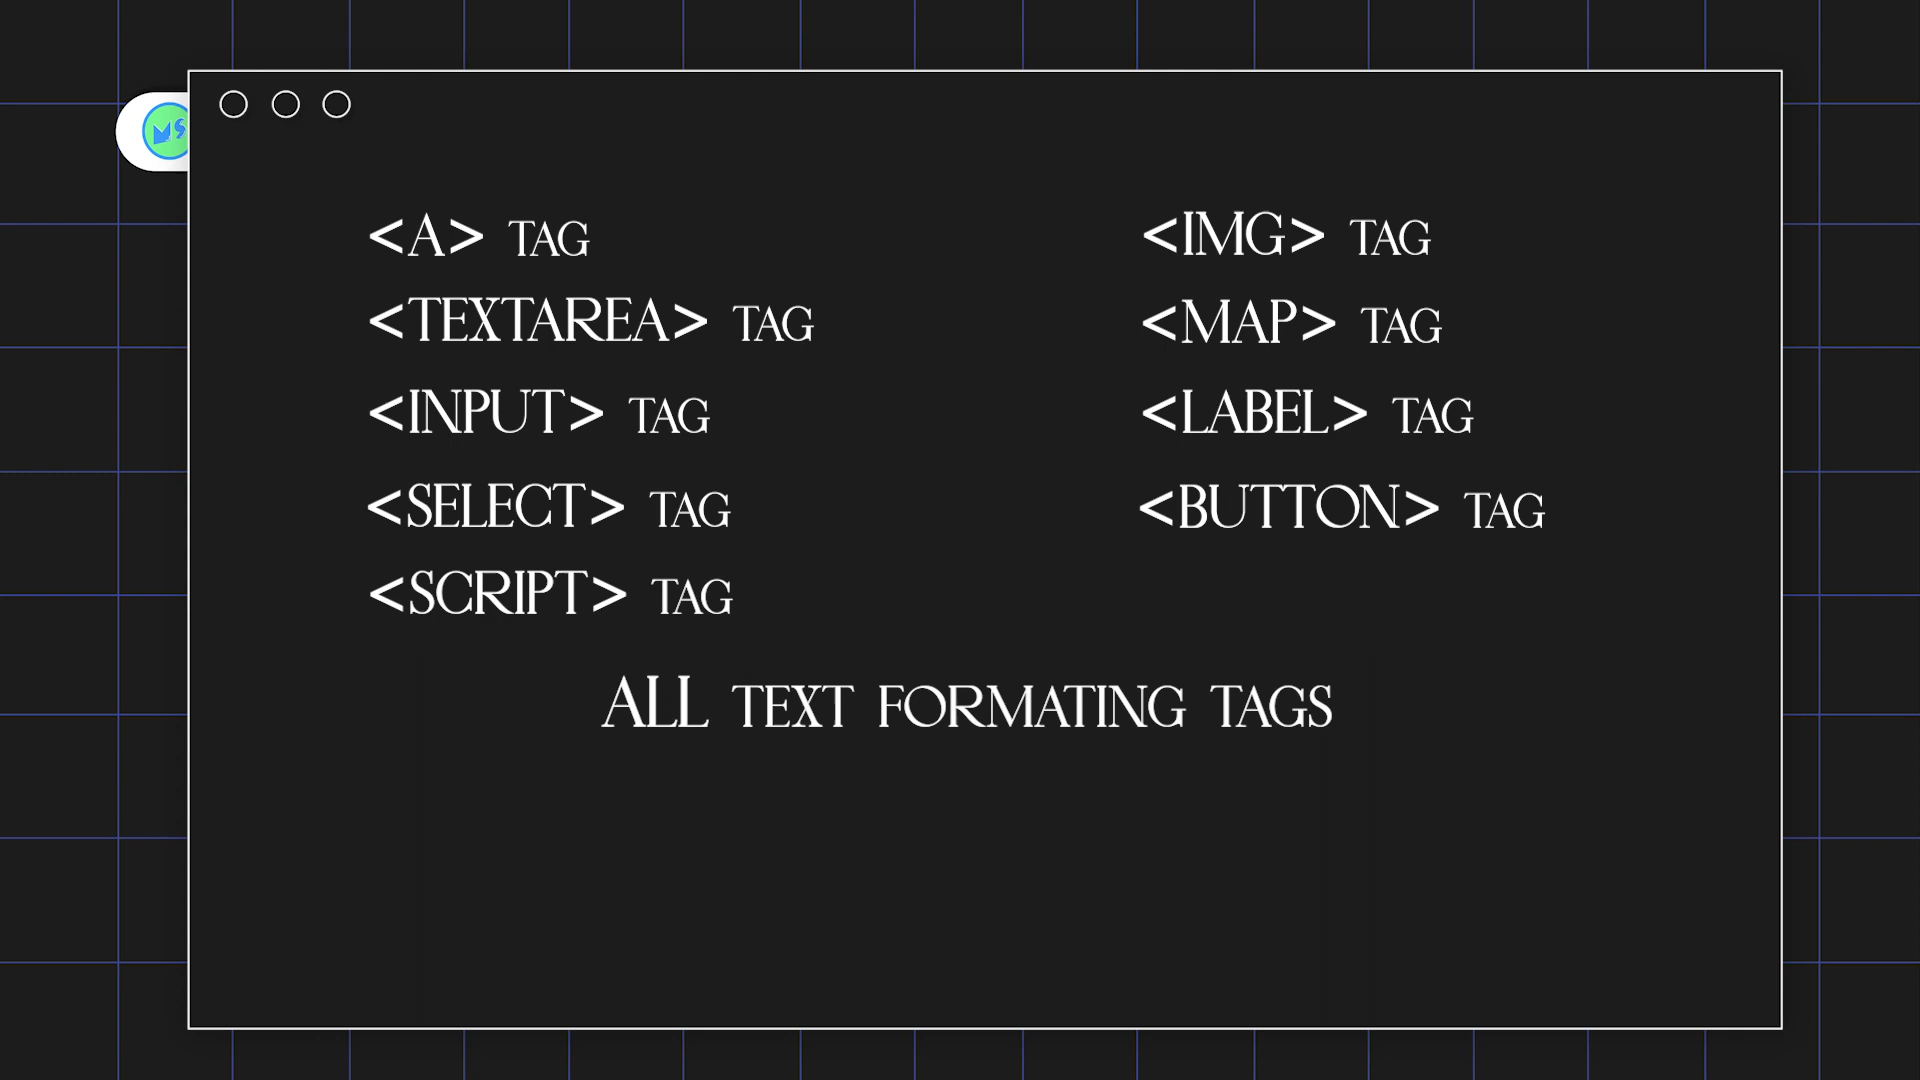 MS
<A> TAG
<TEXTAREA> TAG
<INPUT> TAG
<SELECT> TAG
<SCRIPT> TAG
<IMG> TAG
<MAP> TAG
<LABEL> TAG
<BUTTON> TAG
ALL TEXT FORMATING TAGS